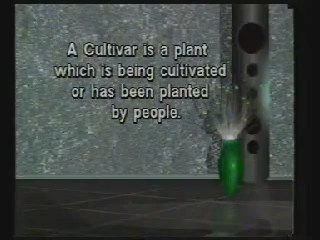 A Cultivar is a plant
which is being cultivated
or has been planted
by people.